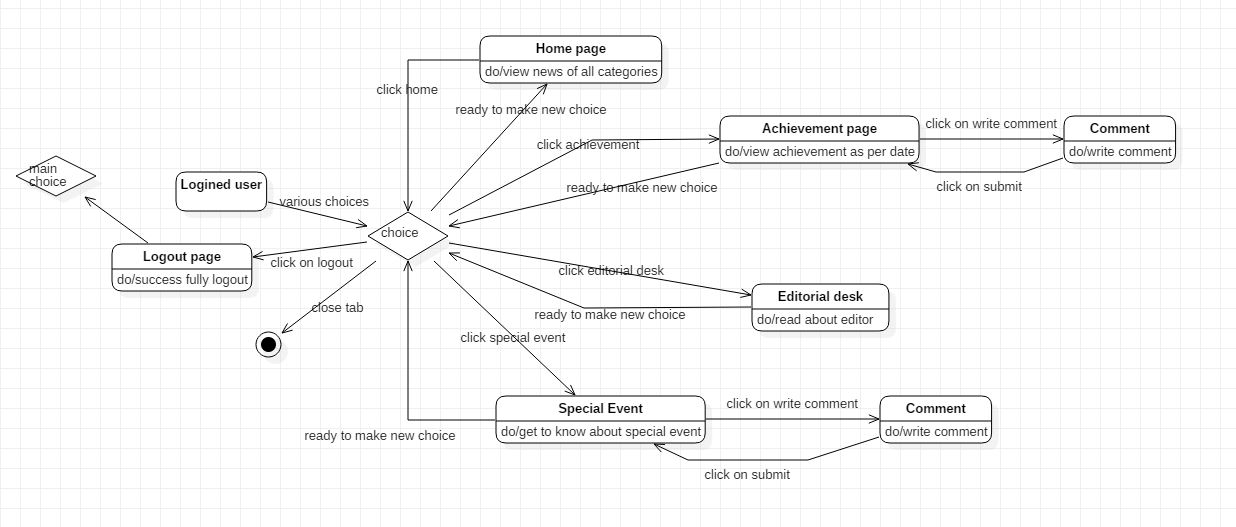 Home page
do/view news of all categories
click home
ready to make new choice
Achievement page
do/view achievement as per date
click on write comment
Comment
do/write comment
click achievement
click on submit
ready to make new choice
main
choice
Logined user
various choices
choice
Logout page
do/success fully logout
click on logout
click editorial desk
Editorial desk
do/read about editor
close tab
ready to make new choice
click special event
Special Event
do/get to know about special event
click on write comment
Comment
do/write comment
ready to make new choice
click on submit